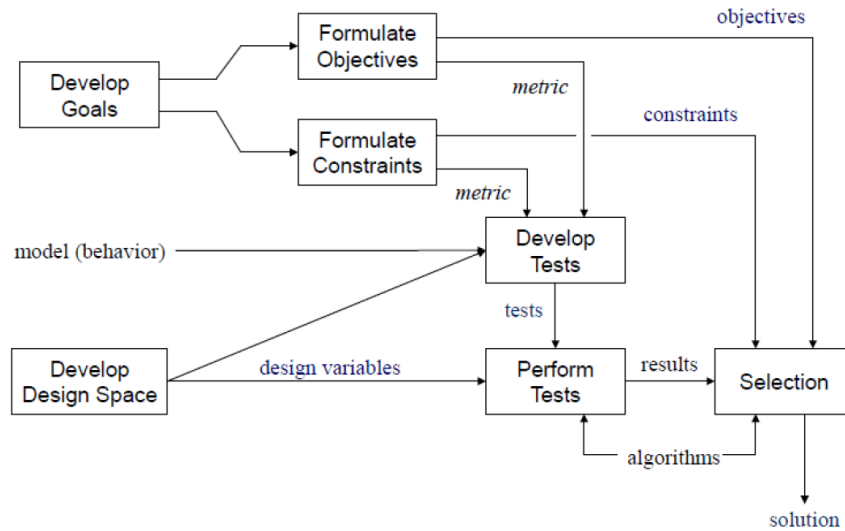 objectives
Formulate
Objectives
metric
Develop
Goals
constraints
Formulate
Constraints
metric
model (behavior)
Develop
Tests
tests
Develop
Design Space
design variables
Perform
Tests
results
Selection
algorithms
solution